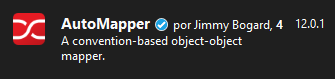 AutoMapper por Jimmy Bogard, 4 12.0.1
A convention-based object-object
mapper.